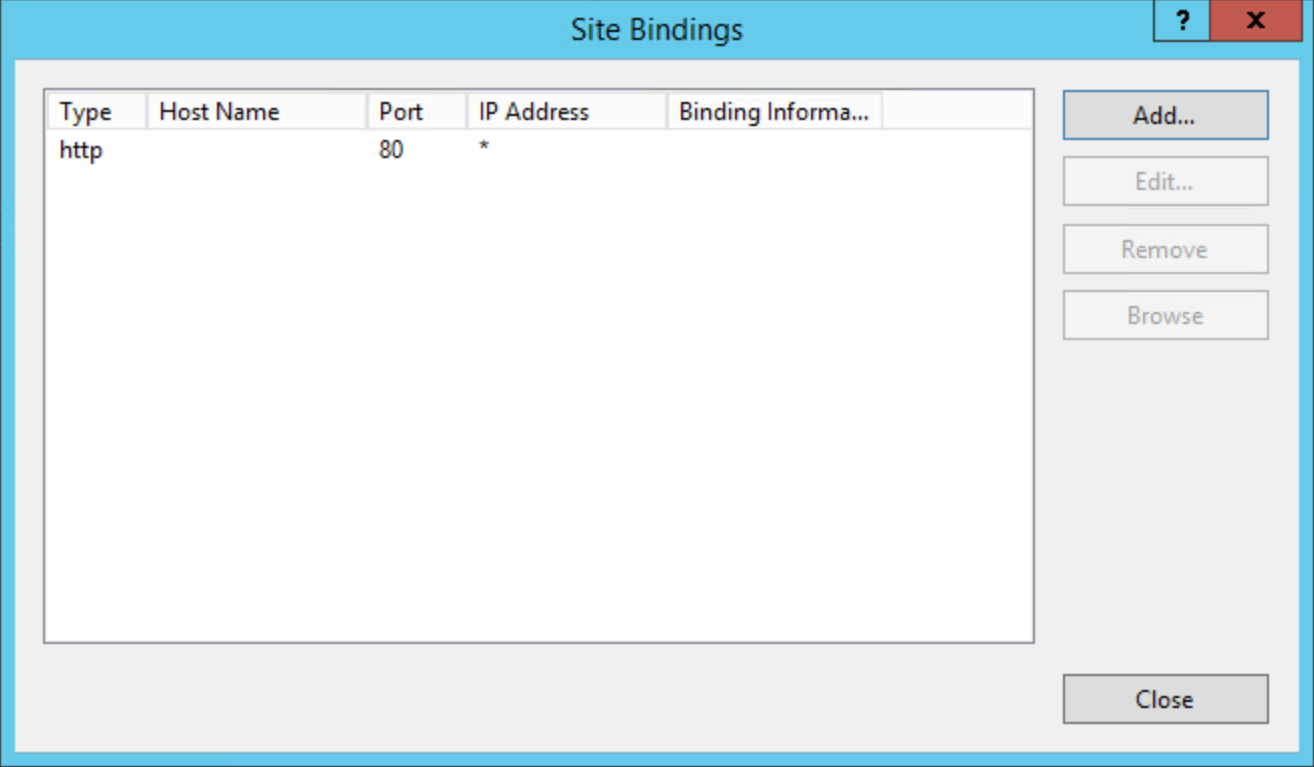 Site Bindings
?
x
Type Host Name Port IP Address Binding Informa...
http 80 *
Add...
Edit...
Remove
Browse
Close